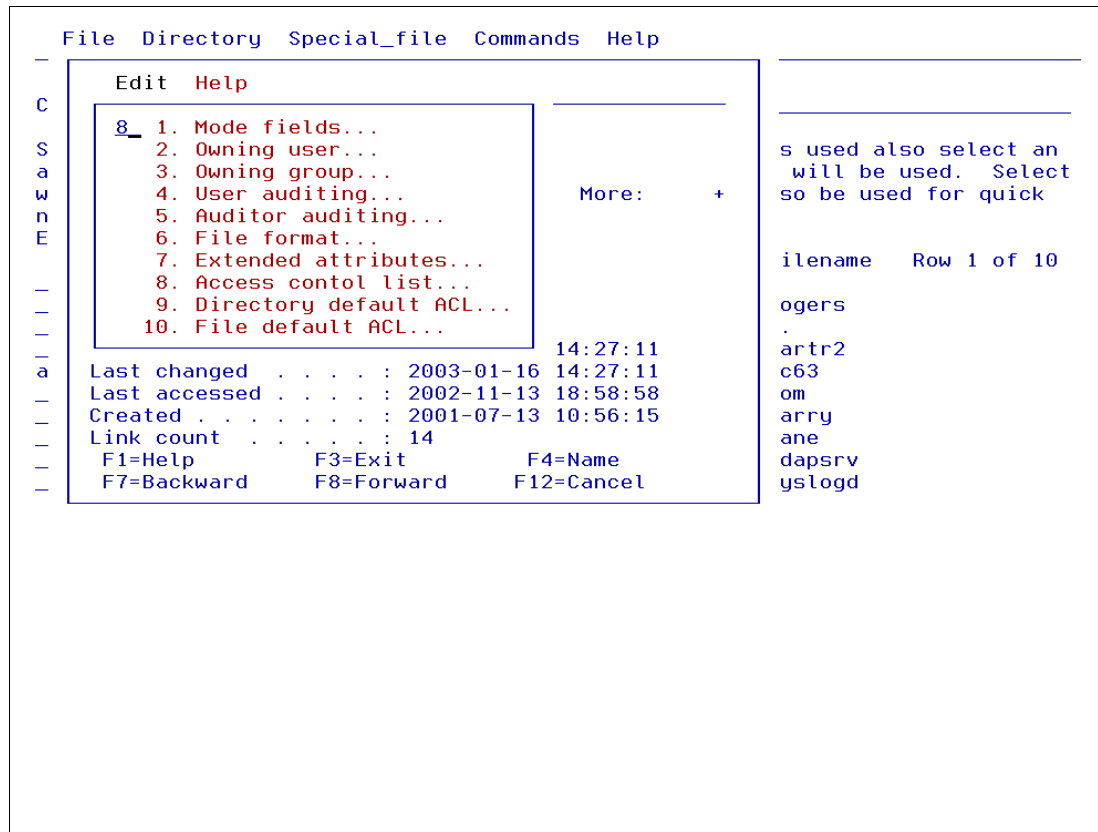 File  Directory  Special_file  Commands  Help
Edit  Help
C
8_ 1. Mode fields...
S 2. Owning user... s used also select an
a 3. Owning group... will be used.  Select
w 4. User auditing... More:     + so be used for quick
n 5. Auditor auditing...
E 6. File format...
7. Extended attributes... ilename   Row 1 of 10
8. Access contol list...
_ 9. Directory default ACL... ogers
_ 10. File default ACL... .
_ 14:27:11 artr2
a Last changed  . . . . : 2003-01-16 14:27:11 c63
_ Last accessed . . . . : 2002-11-13 18:58:58 om
_ Created . . . . . . . : 2001-07-13 10:56:15 arry
_ Link count  . . . . . : 14 ane
_ F1=Help         F3=Exit         F4=Name dapsrv
_ F7=Backward     F8=Forward     F12=Cancel yslogd